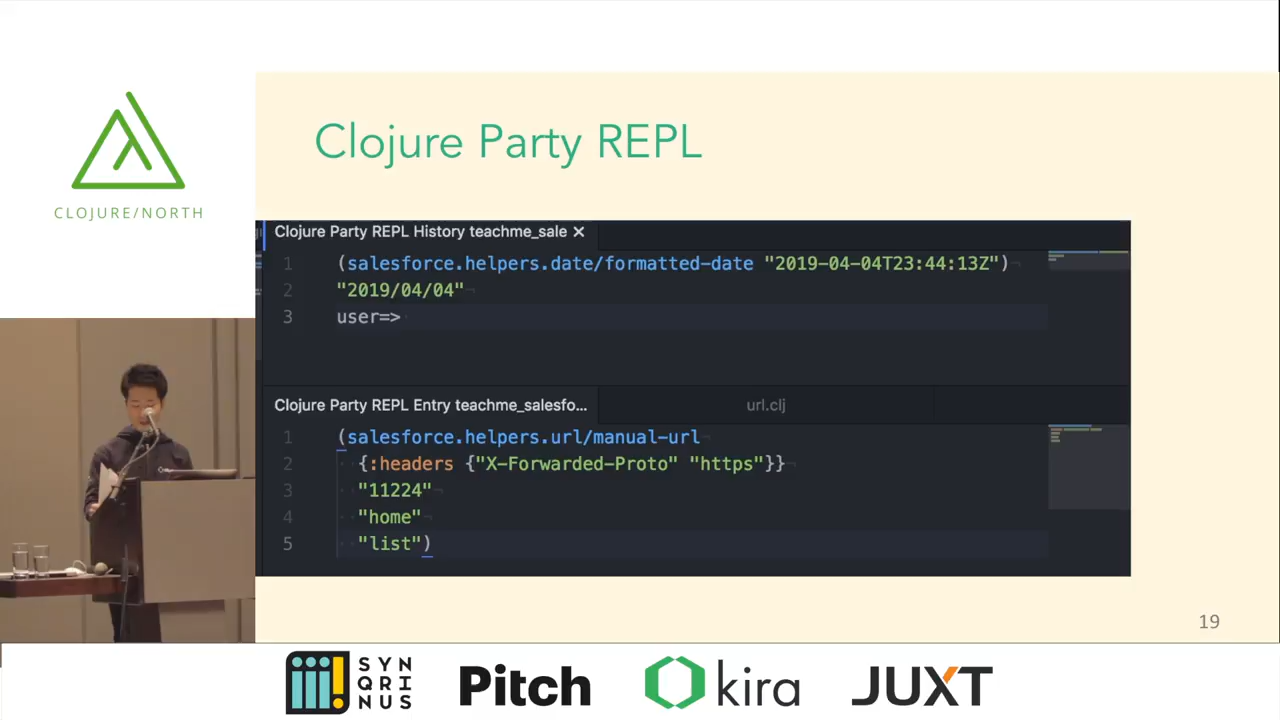 Clojure Party REPL
CLOJURE/NORTH
Clojure Party REPL History teachme_sale ×
1 (salesforce.helpers.date/formatted-date "2019-04-04T23:44:13Z")
2 "2019/04/04"
3 user=>
Clojure Party REPL Entry teachme_salesfo... url.clj
1 (salesforce.helpers.url/manual-url
2 {:headers {"X-Forwarded-Proto" "https"}}
3 "11224"
4 "home"
5 "list")
19
SYN
QRI
NUS
Pitch
kira
JUXT